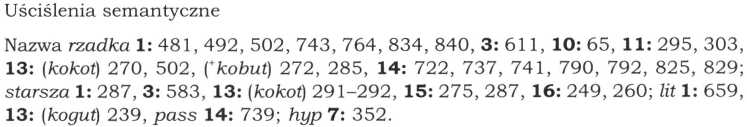 Uściślenia semantyczne
Nazwa rzadka 1: 481, 492, 502, 743, 764, 834, 840, 3: 611, 10: 65, 11: 295, 303,
13: (kokot) 270, 502, (*kobut) 272, 285, 14: 722, 737, 741, 790, 792, 825, 829;
starsza 1: 287, 3: 583, 13: (kokot) 291–292, 15: 275, 287, 16: 249, 260; lit 1: 659,
13: (kogut) 239, pass 14: 739; hyp 7: 352.